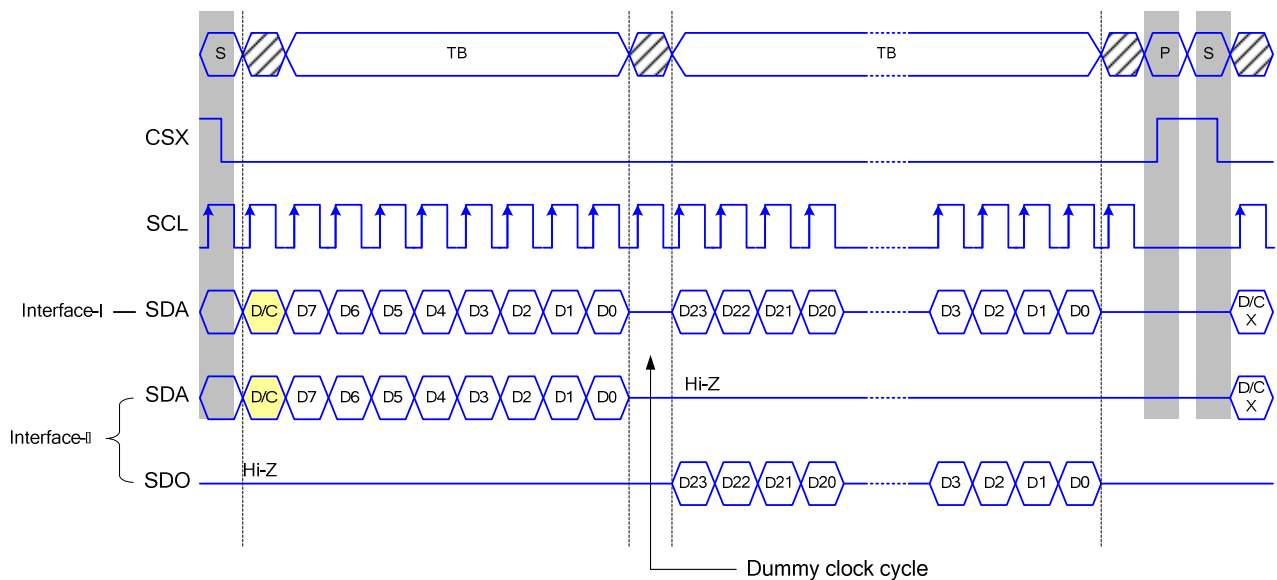 S TB TB P S
CSX
SCL
Interface-I SDA D/C D7 D6 D5 D4 D3 D2 D1 D0 D23 D22 D21 D20 D3 D2 D1 D0 D/C X
SDA D/C D7 D6 D5 D4 D3 D2 D1 D0 Hi-Z D/C X
Interface-
SDO Hi-Z D23 D22 D21 D20 D3 D2 D1 D0
Dummy clock cycle